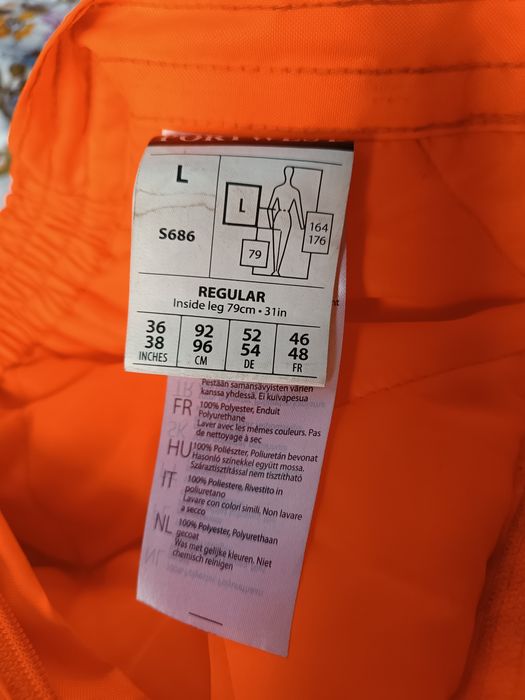 PORTWEST
L
S686
L
164
176
79
REGULAR
Inside leg 79cm • 31in
36
38
INCHES
92
96
CM
52
54
DE
46
48
FR
Pestään samansävyisten värien
kanssa yhdessä. Ei kuivapesua
FR 100% Polyester, Enduit
Polyurethane
Laver avec les mêmes couleurs. Pas
de nettoyage à sec
HU 100% Poliészter, Poliuretán bevonat
Hasonló színekkel együtt mossa.
Száraztisztítással nem tisztítható
IT 100% Poliestere, Rivestito in
poliuretano
Lavare con colori simili. Non lavare
a secco
NL 100% Polyester, Polyurethaan
gecoat
Was met gelijke kleuren. Niet
chemisch reinigen